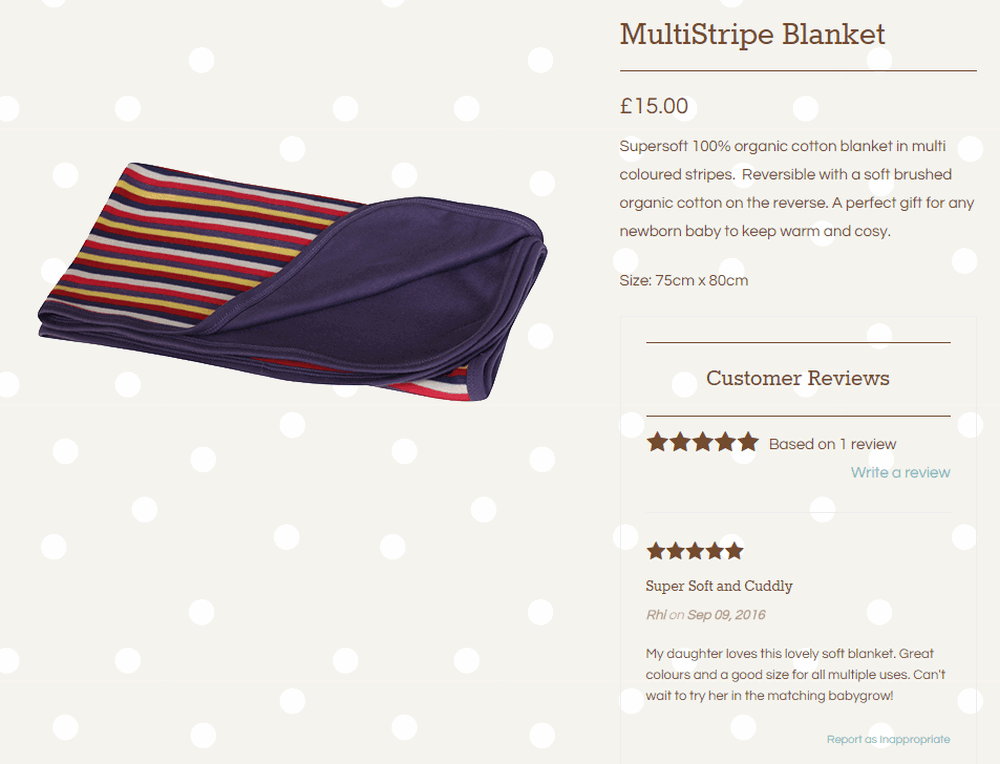 MultiStripe Blanket
£15.00
Supersoft 100% organic cotton blanket in multi
coloured stripes.  Reversible with a soft brushed
organic cotton on the reverse. A perfect gift for any
newborn baby to keep warm and cosy.
Size: 75cm x 80cm
Customer Reviews
Based on 1 review
Write a review
Super Soft and Cuddly
Rhi on Sep 09, 2016
My daughter loves this lovely soft blanket. Great
colours and a good size for all multiple uses. Can't
wait to try her in the matching babygrow!
Report as Inappropriate